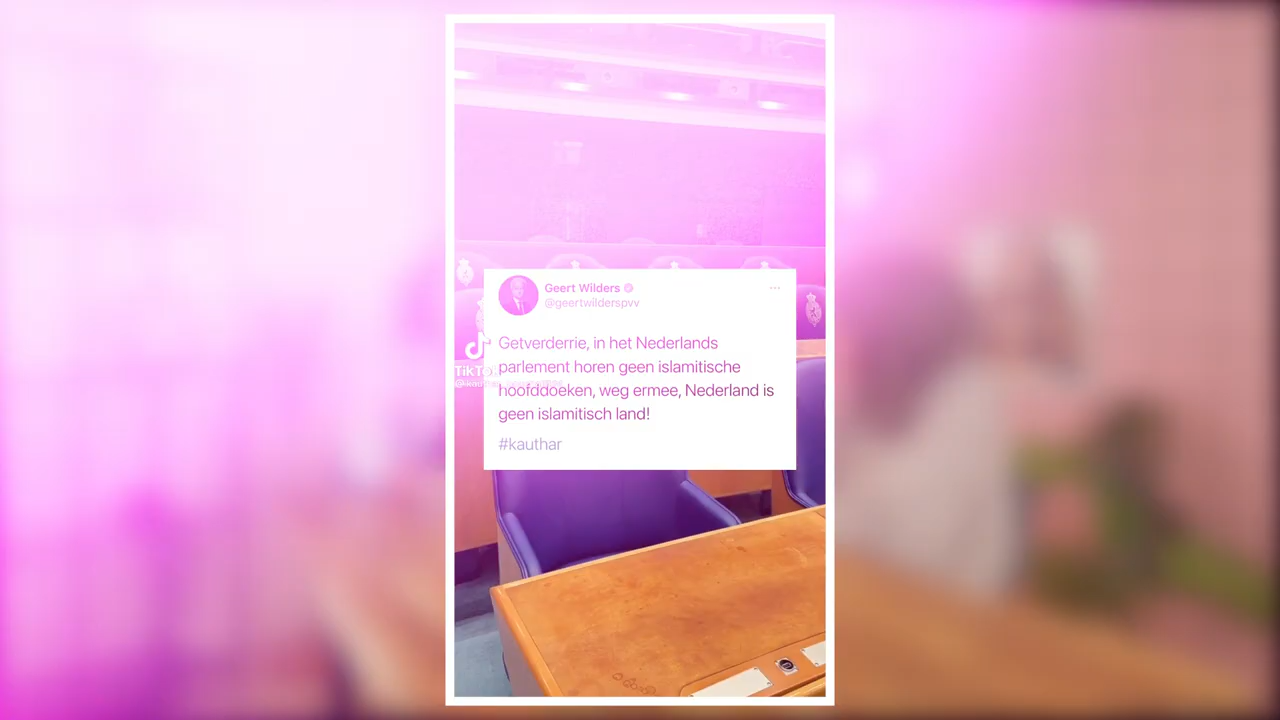 Geert Wilders
@geertwilderspvv
Getverderrie, in het Nederlands
parlement horen geen islamitische
hoofddoeken, weg ermee, Nederland is
geen islamitisch land!
#kauthar
TikTo